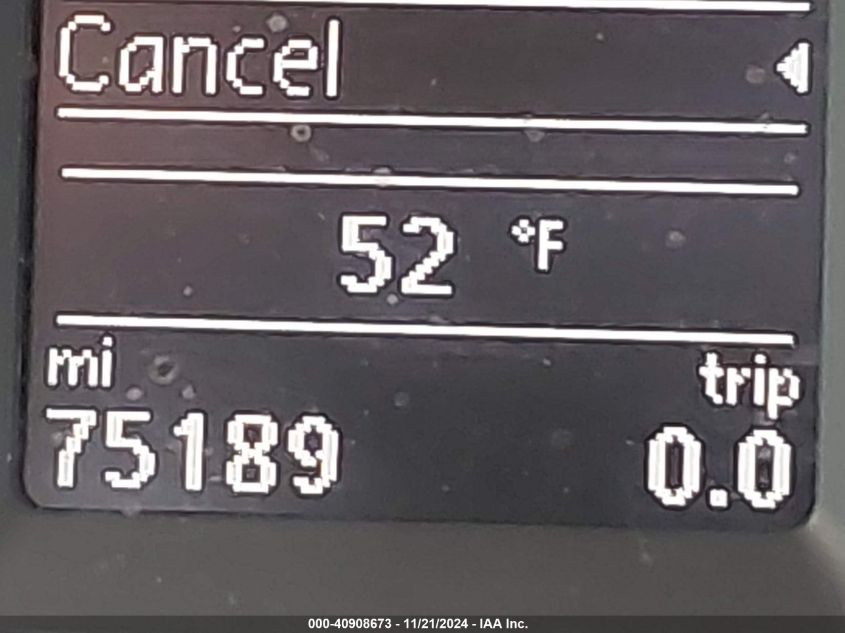 Cancel
52 °F
mi trip
75189 0.0
000-40908673 - 11/21/2024 - IAA Inc.